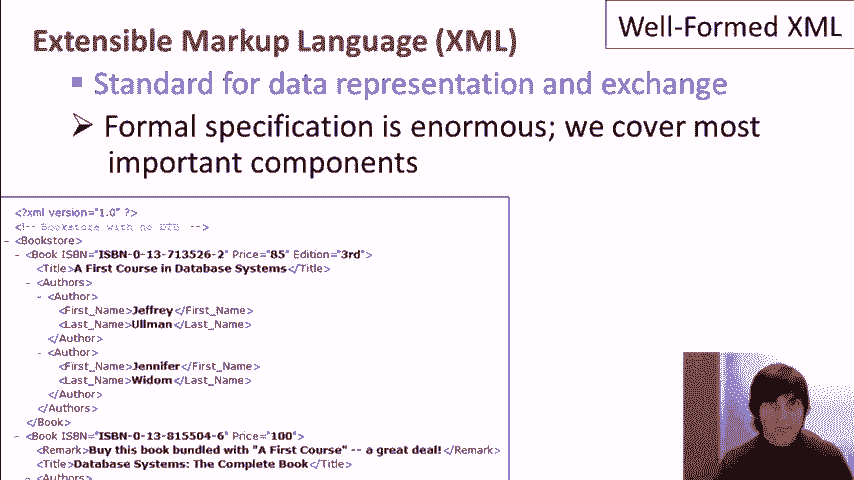 Well-Formed XML
Extensible Markup Language (XML)
Standard for data representation and exchange
Formal specification is enormous; we cover most
important components
<?xml version="1.0" ?>
<!-- Bookstore with no DTD -->
- <Bookstore>
- <Book ISBN="ISBN-0-13-713526-2" Price="85" Edition="3rd">
<Title>A First Course in Database Systems</Title>
- <Authors>
- <Author>
<First_Name>Jeffrey</First_Name>
<Last_Name>Ullman</Last_Name>
</Author>
- <Author>
<First_Name>Jennifer</First_Name>
<Last_Name>Widom</Last_Name>
</Author>
</Authors>
</Book>
- <Book ISBN="ISBN-0-13-815504-6" Price="100">
<Remark>Buy this book bundled with "A First Course" -- a great deal!</Remark>
<Title>Database Systems: The Complete Book</Title>
- <Authors>